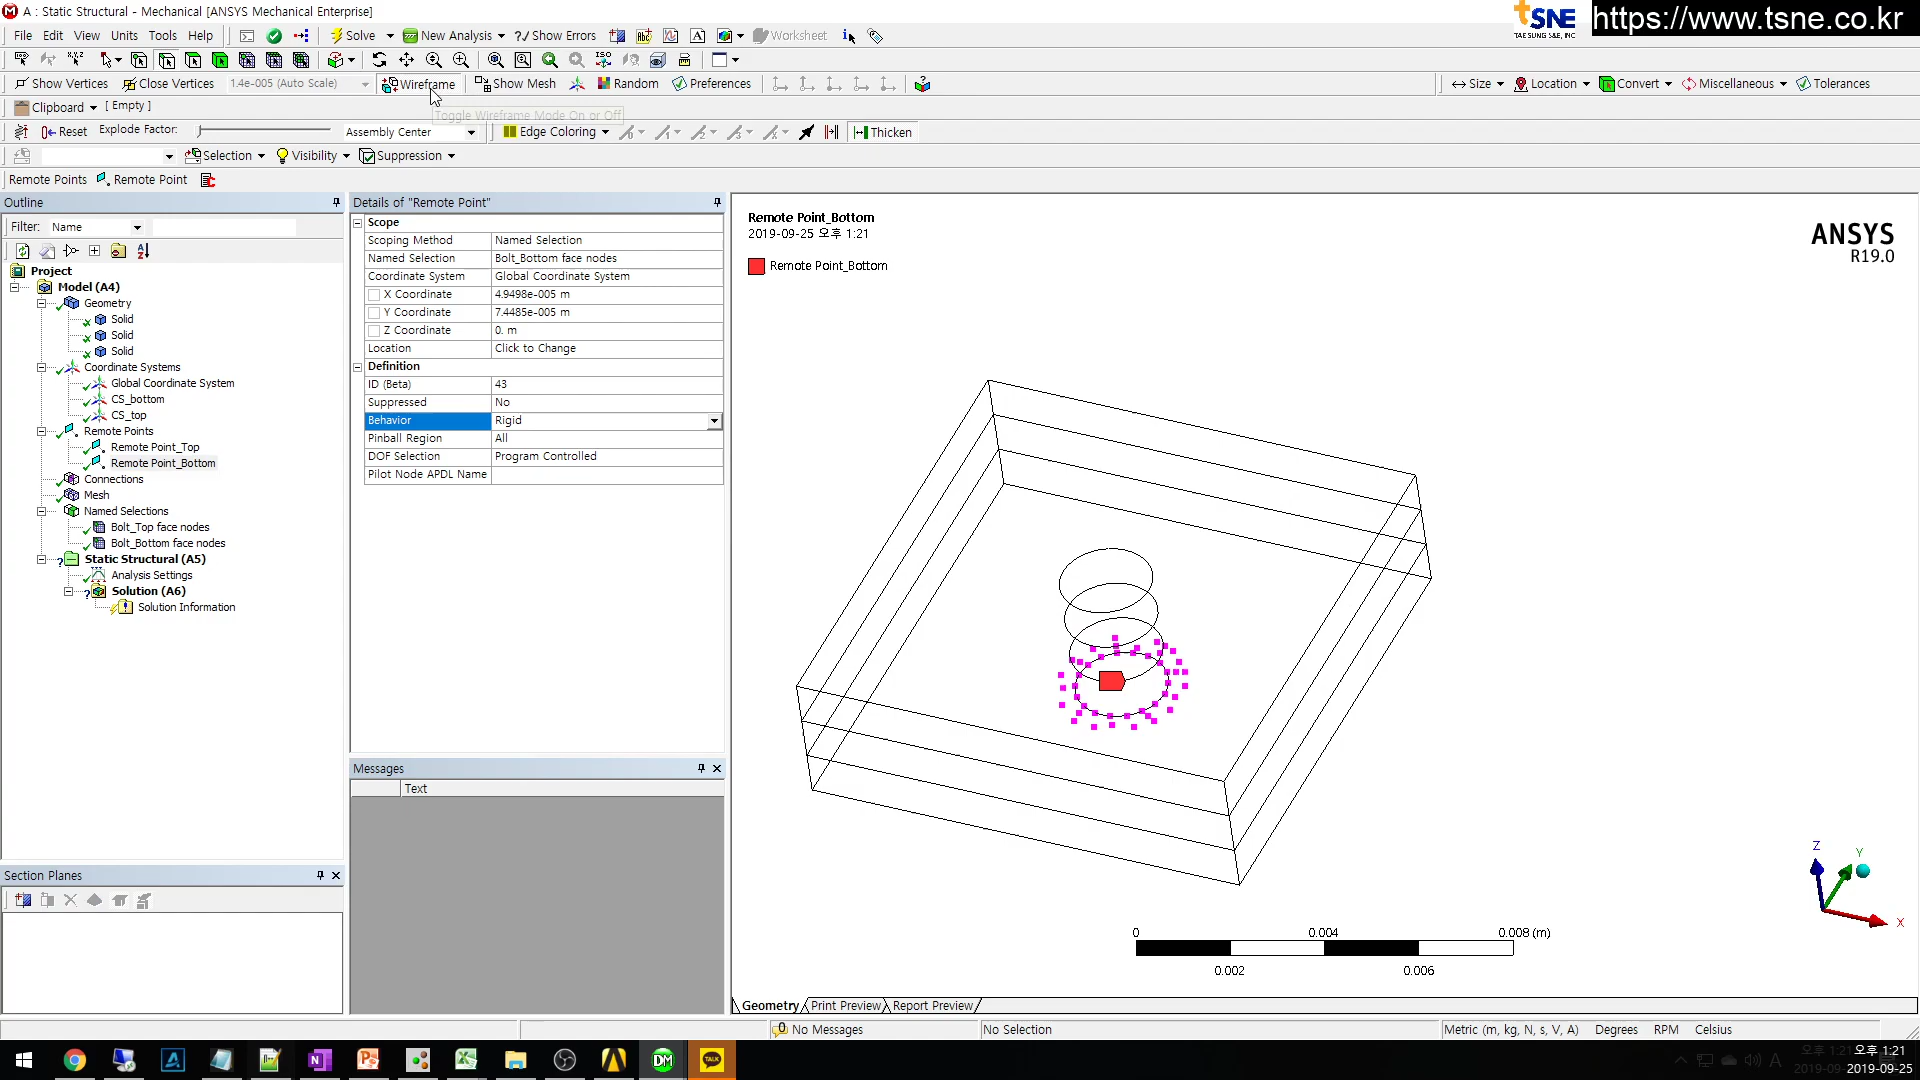 A : Static Structural - Mechanical [ANSYS Mechanical Enterprise]
tSNE
TAE SUNG S&E, INC
https://www.tsne.co.kr
File Edit View Units Tools Help Solve New Analysis ?/ Show Errors Worksheet
Show Vertices Close Vertices 1.4e-005 (Auto Scale) Wireframe Show Mesh Random Preferences Size Location Convert Miscellaneous Tolerances
Clipboard [ Empty ]
Toggle Wireframe Mode On or Off
Reset Explode Factor: Assembly Center Edge Coloring Thicken
Selection Visibility Suppression
Remote Points Remote Point
Outline
Filter: Name
Project
Model (A4)
Geometry
Solid
Solid
Solid
Coordinate Systems
Global Coordinate System
CS_bottom
CS_top
Remote Points
Remote Point_Top
Remote Point_Bottom
Connections
Mesh
Named Selections
Bolt_Top face nodes
Bolt_Bottom face nodes
Static Structural (A5)
Analysis Settings
Solution (A6)
Solution Information
Section Planes
Details of "Remote Point"
Scope
Scoping Method Named Selection
Named Selection Bolt_Bottom face nodes
Coordinate System Global Coordinate System
X Coordinate 4.9498e-005 m
Y Coordinate 7.4485e-005 m
Z Coordinate 0. m
Location Click to Change
Definition
ID (Beta) 43
Suppressed No
Behavior Rigid
Pinball Region All
DOF Selection Program Controlled
Pilot Node APDL Name
Messages
Text
Remote Point_Bottom
2019-09-25 오후 1:21
Remote Point_Bottom
ANSYS
R19.0
Z
Y
X
0 0.004 0.008 (m)
0.002 0.006
Geometry Print Preview Report Preview
0 No Messages No Selection Metric (m, kg, N, s, V, A) Degrees RPM Celsius
DM
TALK
A
오후 1:21
2019-09-25